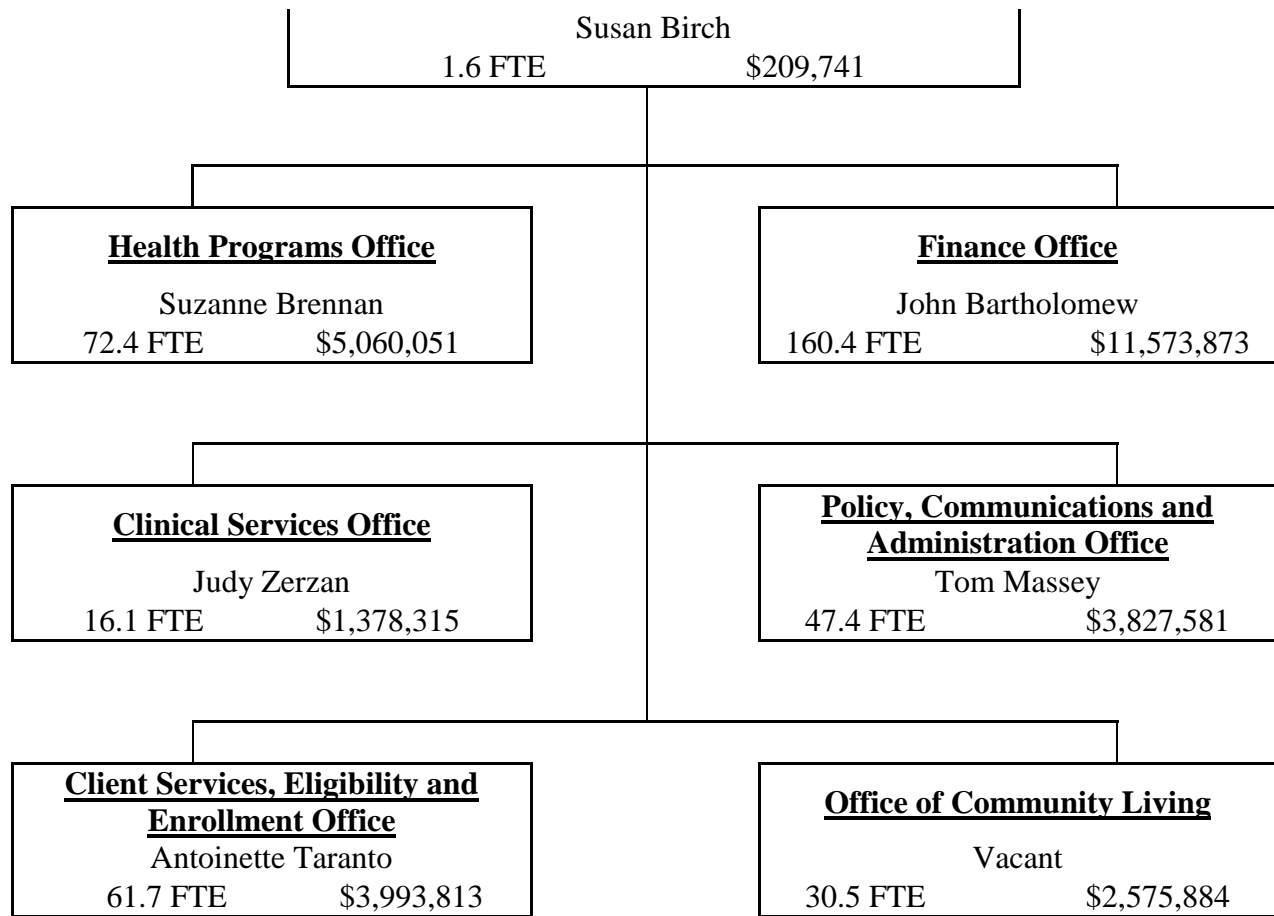 Susan Birch
1.6 FTE $209,741
Health Programs Office
Suzanne Brennan
72.4 FTE $5,060,051
Finance Office
John Bartholomew
160.4 FTE $11,573,873
Clinical Services Office
Judy Zerzan
16.1 FTE $1,378,315
Policy, Communications and
Administration Office
Tom Massey
47.4 FTE $3,827,581
Client Services, Eligibility and
Enrollment Office
Antoinette Taranto
61.7 FTE $3,993,813
Office of Community Living
Vacant
30.5 FTE $2,575,884